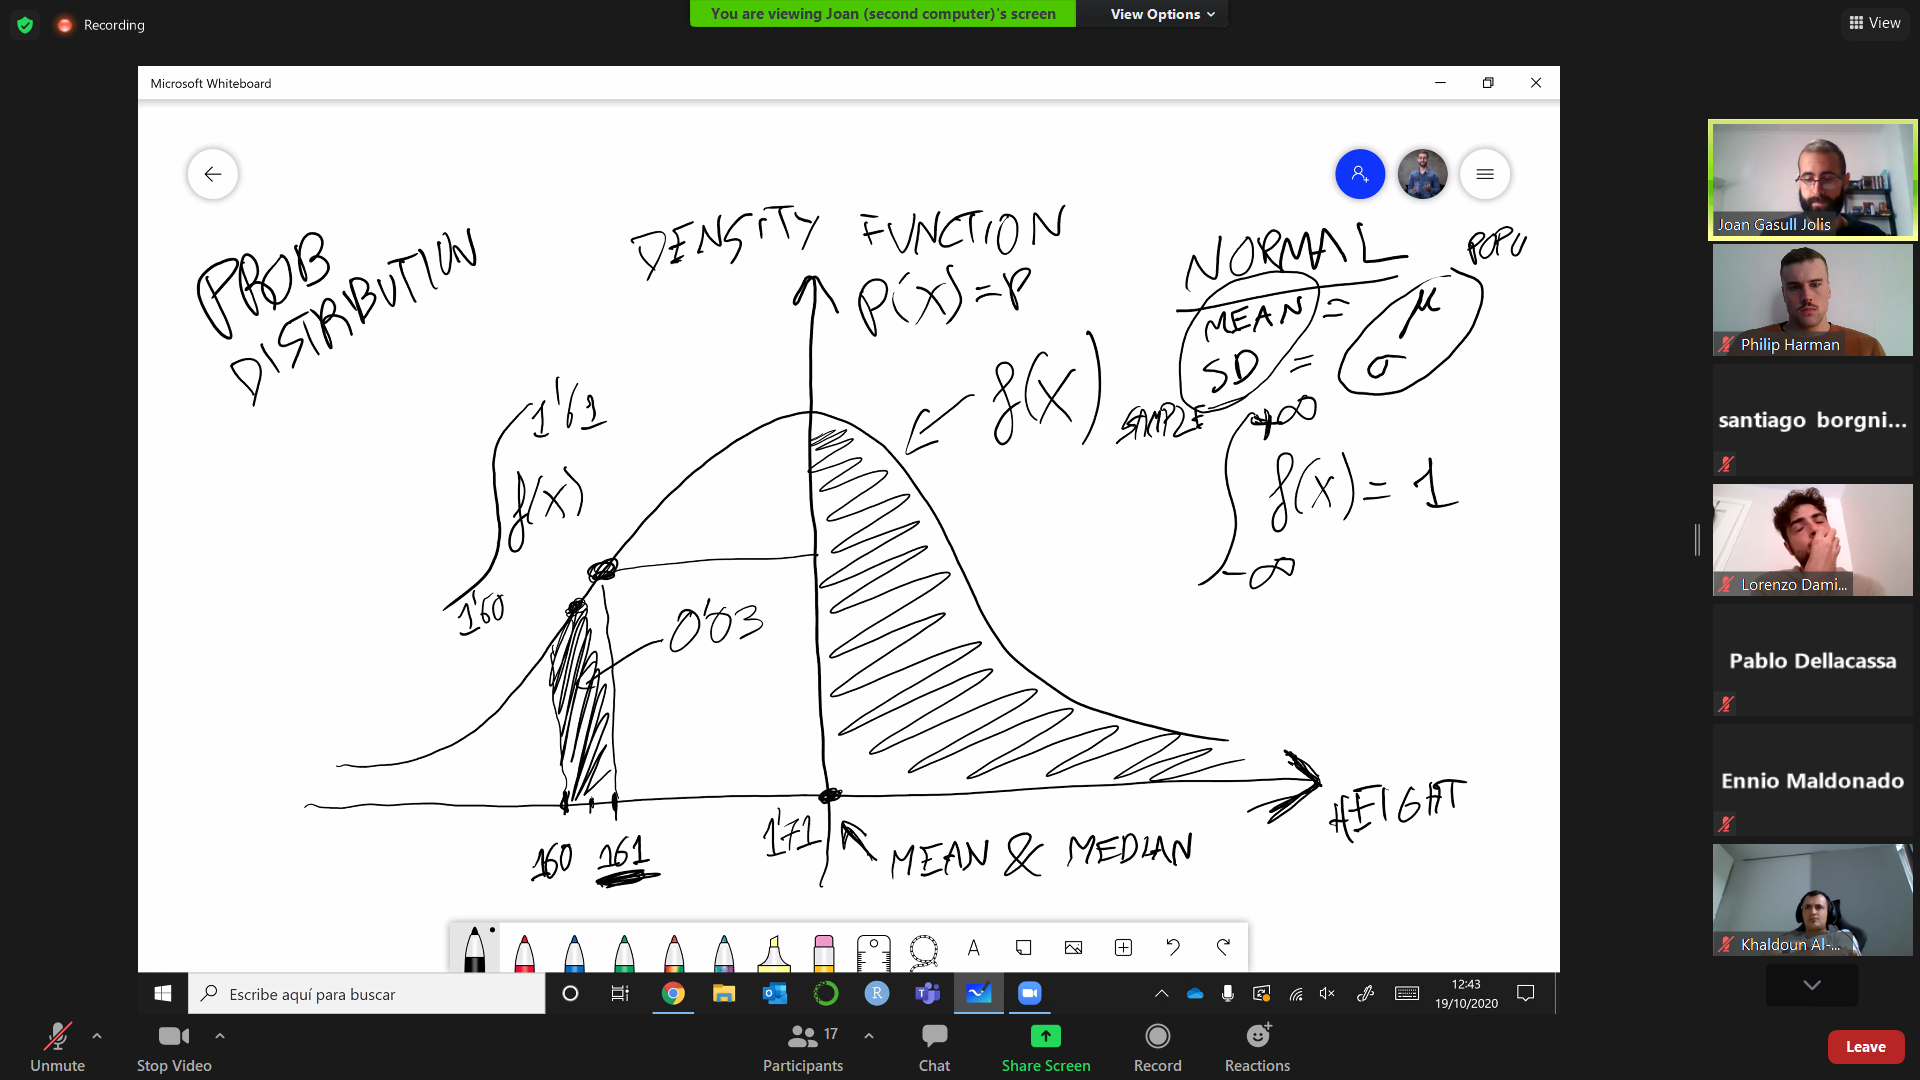 Recording
You are viewing Joan (second computer)'s screen
View Options
View
Microsoft Whiteboard
PROB
DISTRIBUTION
DENSITY FUNCTION
P(X)=P
NORMAL
POPU
MEAN = μ
SD = σ
SAMPLE
f(x)
1'61
f(x)
1'60
+∞
f(x) = 1
-∞
0'03
160 161
1'71
MEAN & MEDIAN
HEIGHT
Joan Gasull Jolis
Philip Harman
santiago borgni...
Lorenzo Dami...
Pablo Dellacassa
Ennio Maldonado
Khaldoun Al-...
Escribe aquí para buscar
12:43
19/10/2020
Unmute
Stop Video
Participants
17
Chat
Share Screen
Record
Reactions
Leave